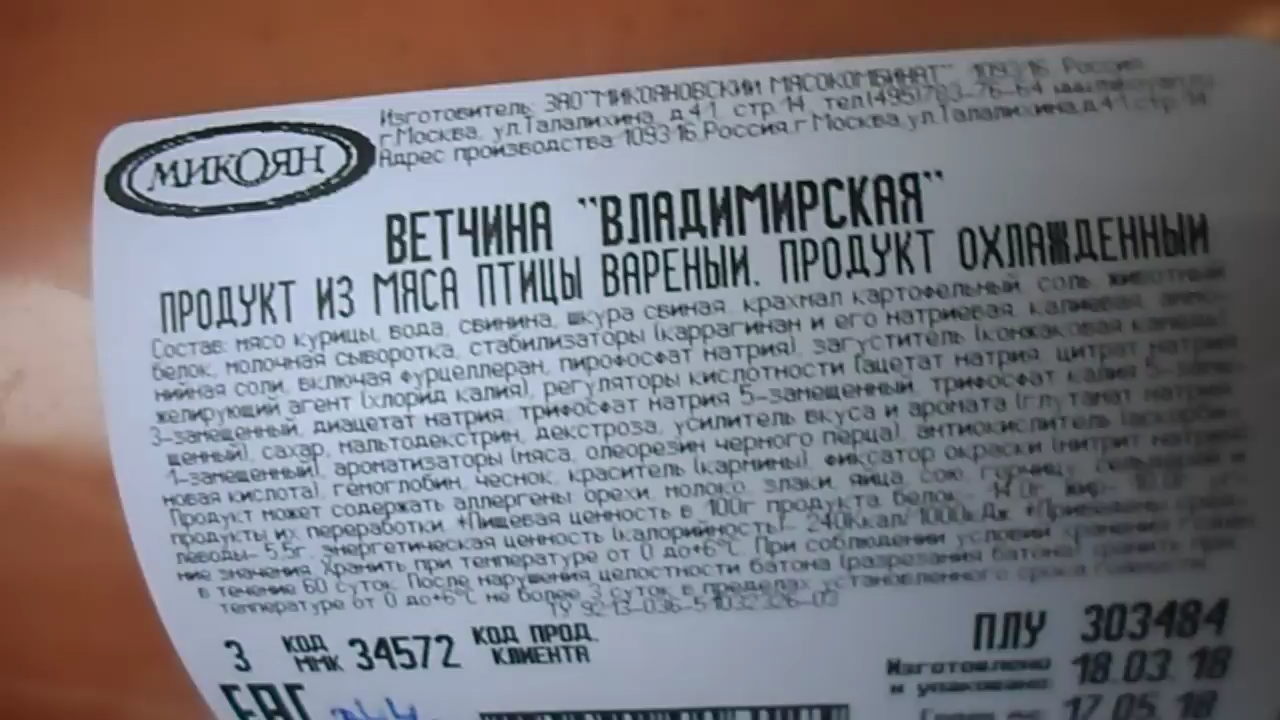 Изготовитель: ЗАО"МИКОЯНОВСКИЙ МЯСОКОМБИНАТ" 109316 Россия
г.Москва, ул.Талалихина, д.41, стр.14, тел.(495)783-76-64
Адрес производства: 109316,Россия,г.Москва,ул.Талалихина,д.41,стр.14
МИКОЯН
ВЕТЧИНА "ВЛАДИМИРСКАЯ"
ПРОДУКТ ИЗ МЯСА ПТИЦЫ ВАРЕНЫЙ. ПРОДУКТ ОХЛАЖДЕННЫЙ
Состав: мясо курицы, вода, свинина, шкура свиная, крахмал картофельный, соль, животный
белок, молочная сыворотка, стабилизаторы (каррагинан и его натриевая, калиевая, аммо-
нийная соли, включая фурцеллеран, пирофосфат натрия), загуститель (конжаковая камедь),
желирующий агент (хлорид калия), регуляторы кислотности (ацетат натрия, цитрат натрия
3-замещенный, диацетат натрия, трифосфат натрия 5-замещенный, трифосфат калия 5-заме-
щенный), сахар, мальтодекстрин, декстроза, усилитель вкуса и аромата (глутамат натрия
1-замещенный), ароматизаторы (мяса, олеорезин черного перца), антиокислитель (аскорби-
новая кислота), гемоглобин, чеснок, краситель (кармины), фиксатор окраски (нитрит натрия)
Продукт может содержать аллергены: орехи, молоко, злаки, яйца, сою, горчицу, сельдерей и
продукты их переработки. +Пищевая ценность в 100г продукта: белок- 14.0г, жир- 18.0г, уг-
леводы- 5,5г, энергетическая ценность (калорийность)- 240Ккал/1000кДж. +(Приведены
ние значения. Хранить при температуре от 0 до+6°С. При соблюдении условий хранения годен
в течение 60 суток. После нарушения целостности батона (разрезания батона) хранить при
температуре от 0 до+6°С не более 3 суток в пределах установленного срока годности.
ТУ 9213-036-51032326-03
3 КОД ММК 34572 КОД ПРОД. КЛИЕНТА
ПЛУ 303484
Изготовлено и упаковано: 18.03.18
17.05.18
ЕАС